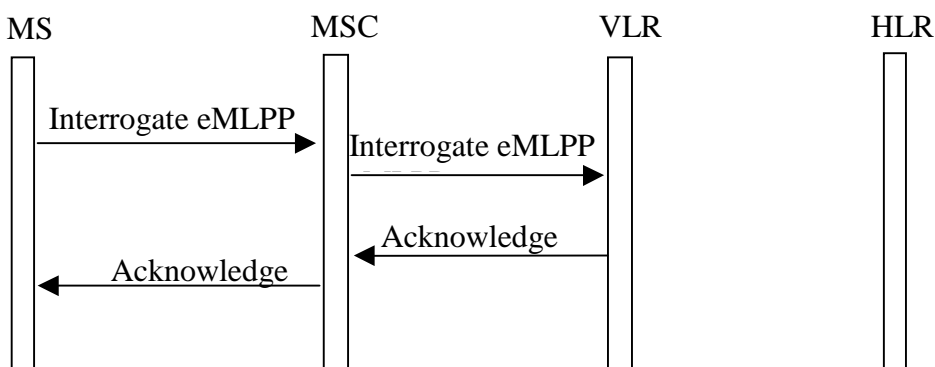 MS MSC VLR HLR
Interrogate eMLPP
Interrogate eMLPP
Acknowledge
Acknowledge